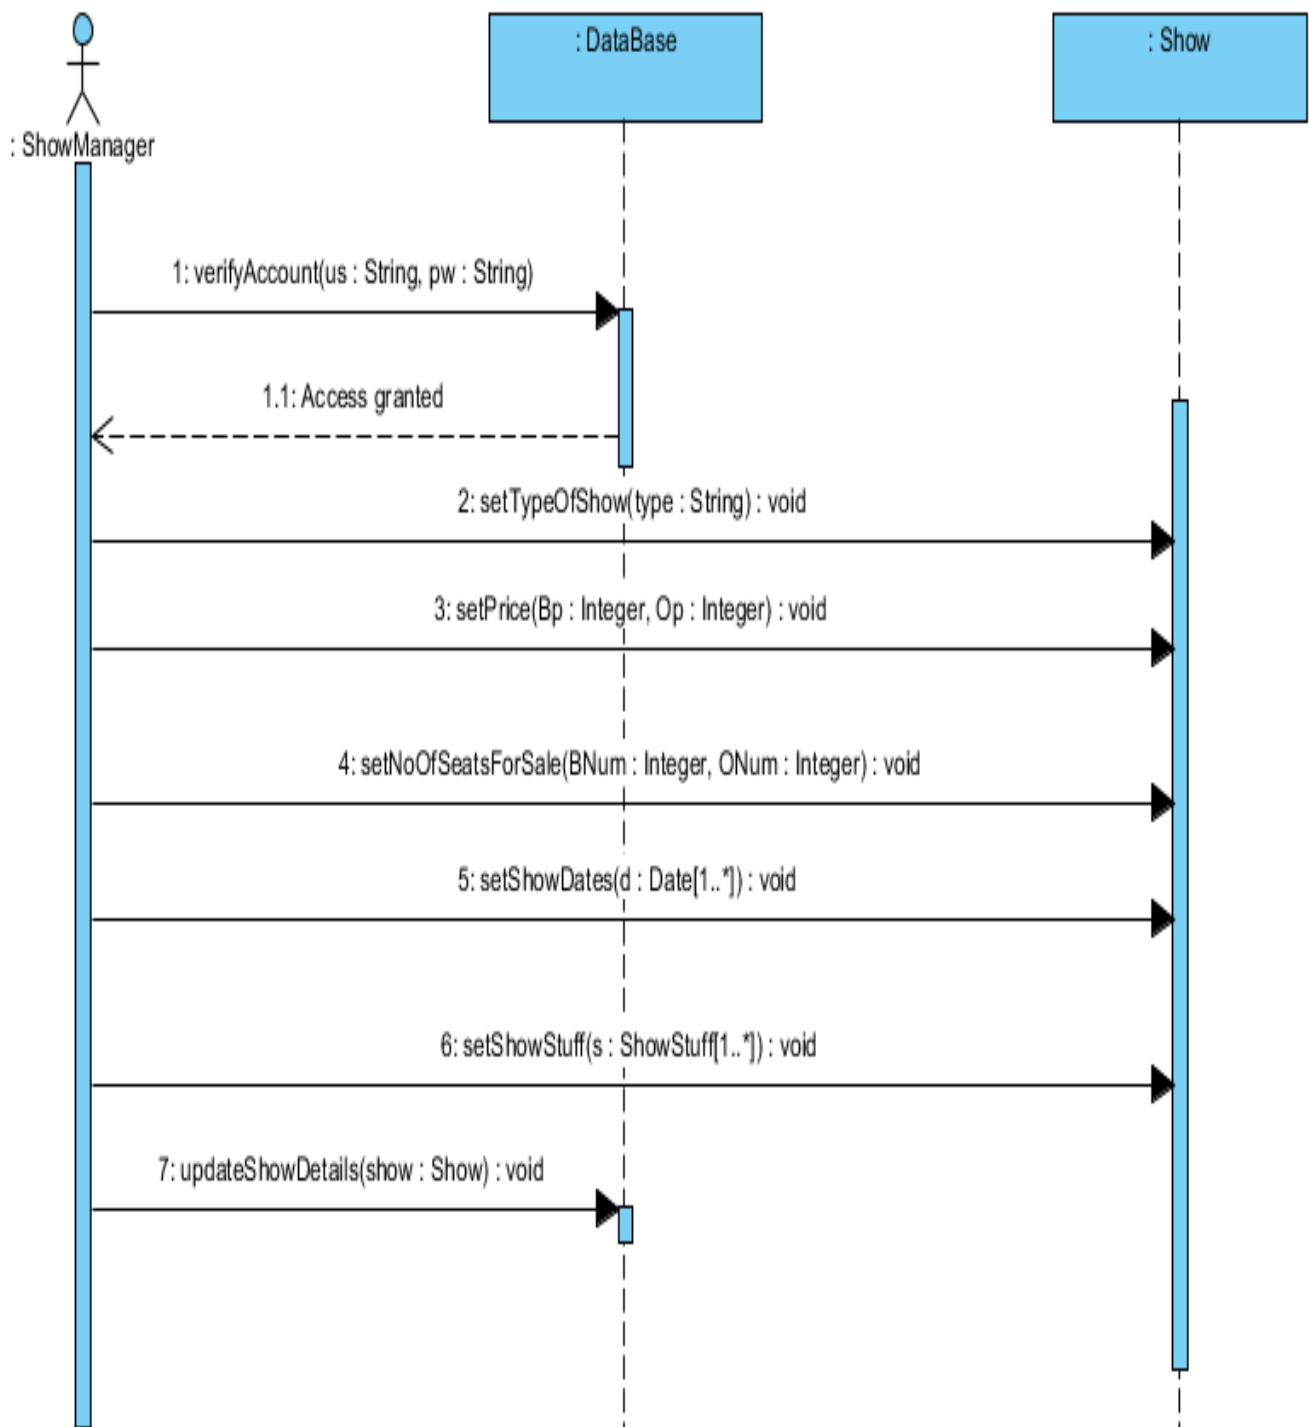 : DataBase
: Show
: ShowManager
1: verifyAccount(us : String, pw : String)
1.1: Access granted
2: setTypeOfShow(type : String) : void
3: setPrice(Bp : Integer, Op : Integer) : void
4: setNoOfSeatsForSale(BNum : Integer, ONum : Integer) : void
5: setShowDates(d : Date[1..*]) : void
6: setShowStuff(s : ShowStuff[1..*]) : void
7: updateShowDetails(show : Show) : void